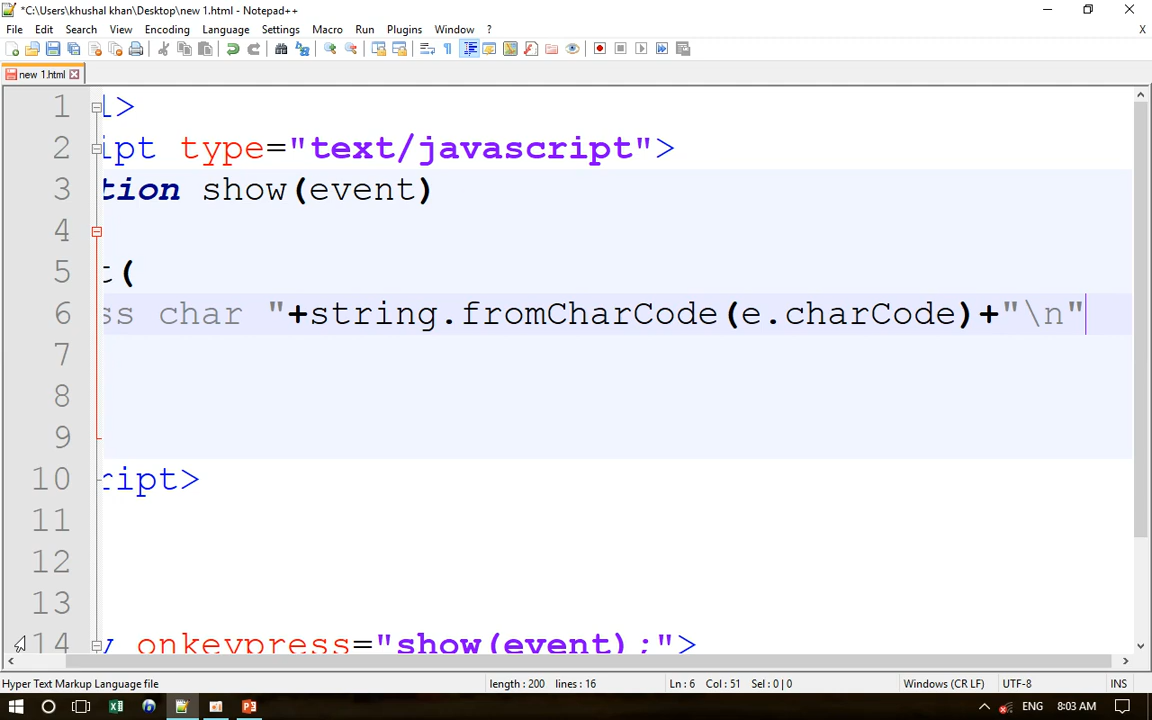 *C:\Users\khushal khan\Desktop\new 1.html - Notepad++
File Edit Search View Encoding Language Settings Macro Run Plugins Window ? X
new 1.html
1 l>
2 ipt type="text/javascript">
3 tion show(event)
4
5 t(
6 ss char "+string.fromCharCode(e.charCode)+"\n"
7
8
9
10 ript>
11
12
13
14 y onkeypress="show(event);">
Hyper Text Markup Language file length : 200 lines : 16 Ln : 6 Col : 51 Sel : 0 | 0 Windows (CR LF) UTF-8 INS
ENG 8:03 AM